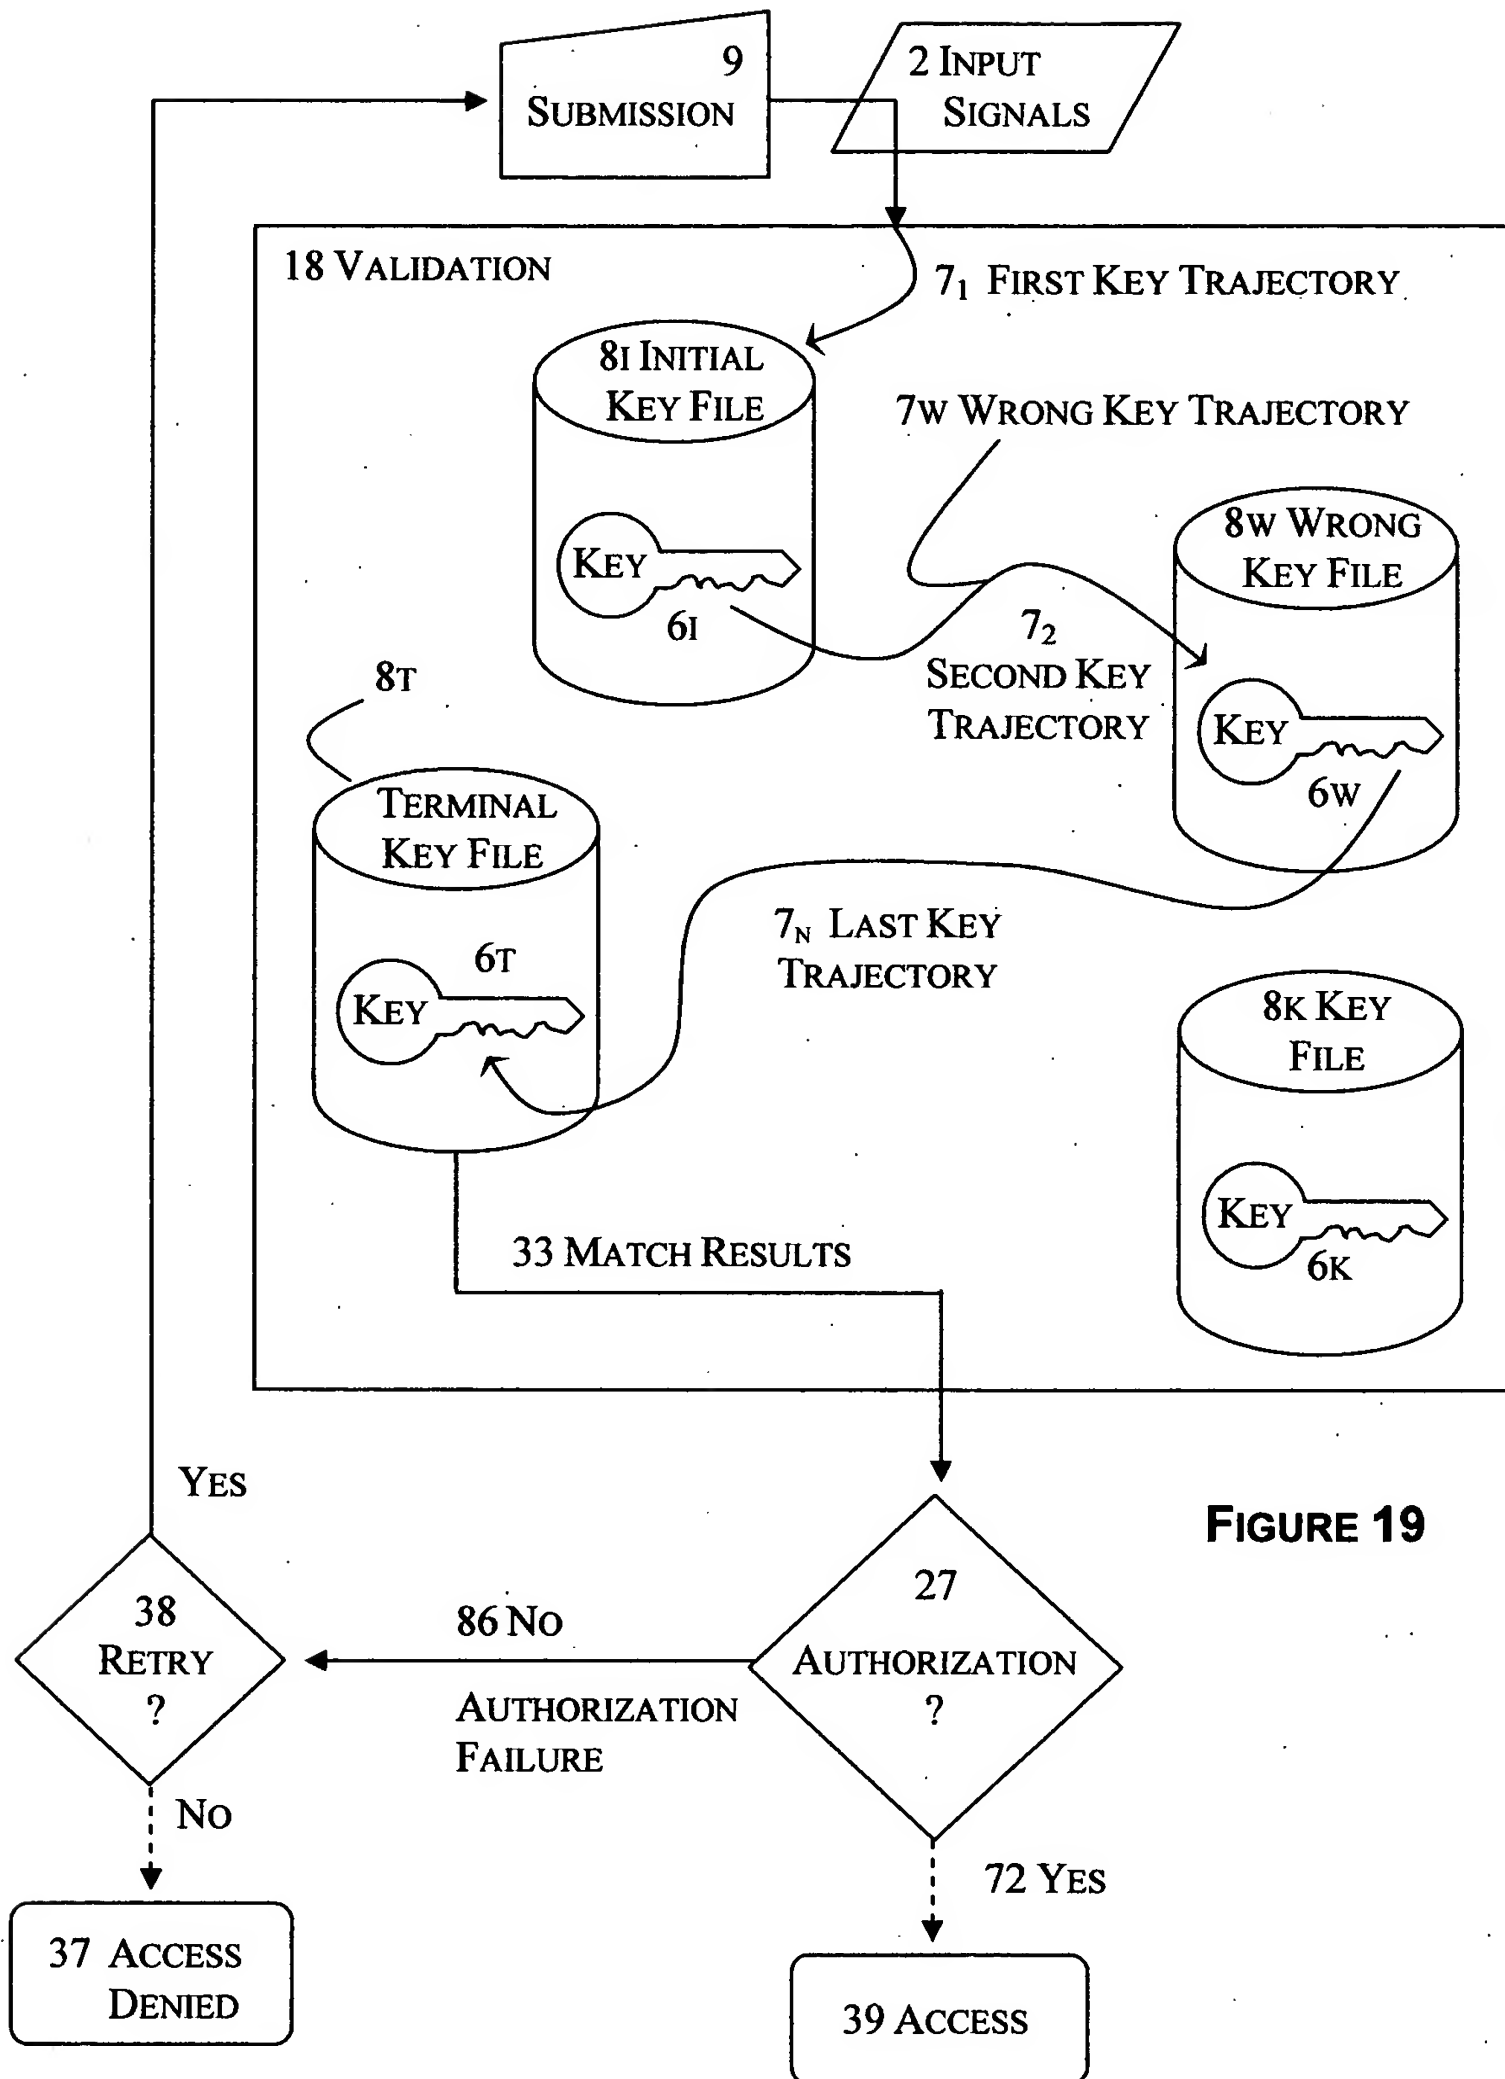 9
SUBMISSION
2 INPUT
SIGNALS
18 VALIDATION
7₁ FIRST KEY TRAJECTORY
8I INITIAL
KEY FILE
7W WRONG KEY TRAJECTORY
8W WRONG
KEY FILE
KEY
6I
7₂
SECOND KEY
TRAJECTORY
8T
KEY
6W
TERMINAL
KEY FILE
7N LAST KEY
TRAJECTORY
6T
KEY
8K KEY
FILE
KEY
6K
33 MATCH RESULTS
YES
FIGURE 19
38
RETRY
?
86 NO
AUTHORIZATION
FAILURE
27
AUTHORIZATION
?
NO
72 YES
37 ACCESS
DENIED
39 ACCESS